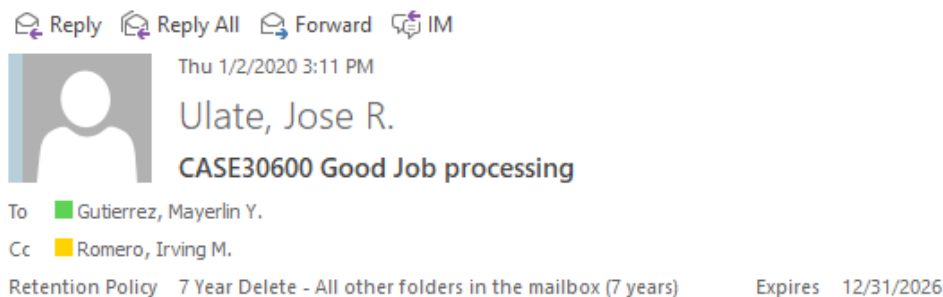 Reply Reply All Forward IM
Thu 1/2/2020 3:11 PM
Ulate, Jose R.
CASE30600 Good Job processing
To Gutierrez, Mayerlin Y.
Cc Romero, Irving M.
Retention Policy 7 Year Delete - All other folders in the mailbox (7 years) Expires 12/31/2026